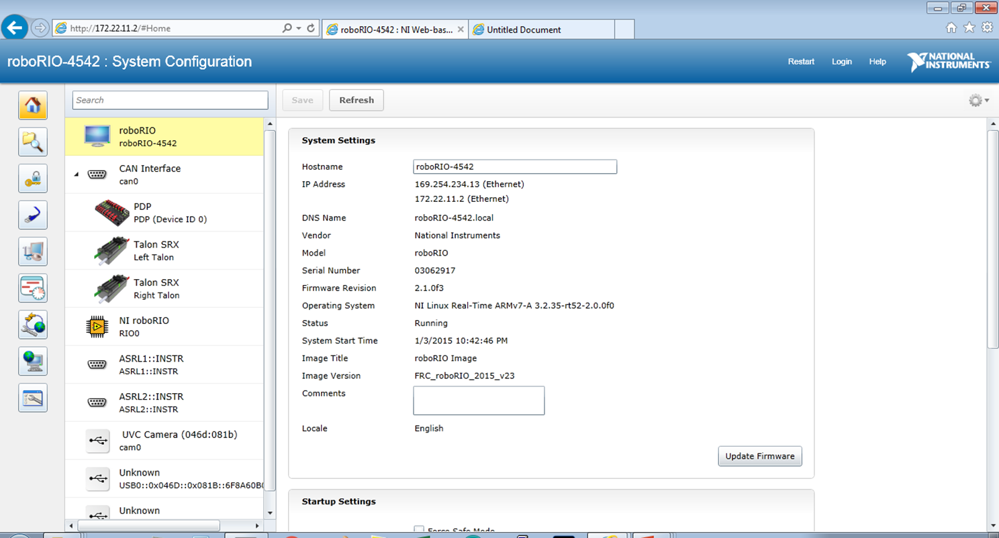 http://172.22.11.2/#Home
roboRIO-4542 : NI Web-bas...
Untitled Document
roboRIO-4542 : System Configuration
Restart
Login
Help
NATIONAL INSTRUMENTS
Search
Save
Refresh
roboRIO
roboRIO-4542
CAN Interface
can0
PDP
PDP (Device ID 0)
Talon SRX
Left Talon
Talon SRX
Right Talon
NI roboRIO
RIO0
ASRL1::INSTR
ASRL1::INSTR
ASRL2::INSTR
ASRL2::INSTR
UVC Camera (046d:081b)
cam0
Unknown
USB0::0x046D::0x081B::6F8A60B0
Unknown
System Settings
Hostname roboRIO-4542
IP Address 169.254.234.13 (Ethernet)
172.22.11.2 (Ethernet)
DNS Name roboRIO-4542.local
Vendor National Instruments
Model roboRIO
Serial Number 03062917
Firmware Revision 2.1.0f3
Operating System NI Linux Real-Time ARMv7-A 3.2.35-rt52-2.0.0f0
Status Running
System Start Time 1/3/2015 10:42:46 PM
Image Title roboRIO Image
Image Version FRC_roboRIO_2015_v23
Comments
Locale English
Update Firmware
Startup Settings
Force Safe Mode